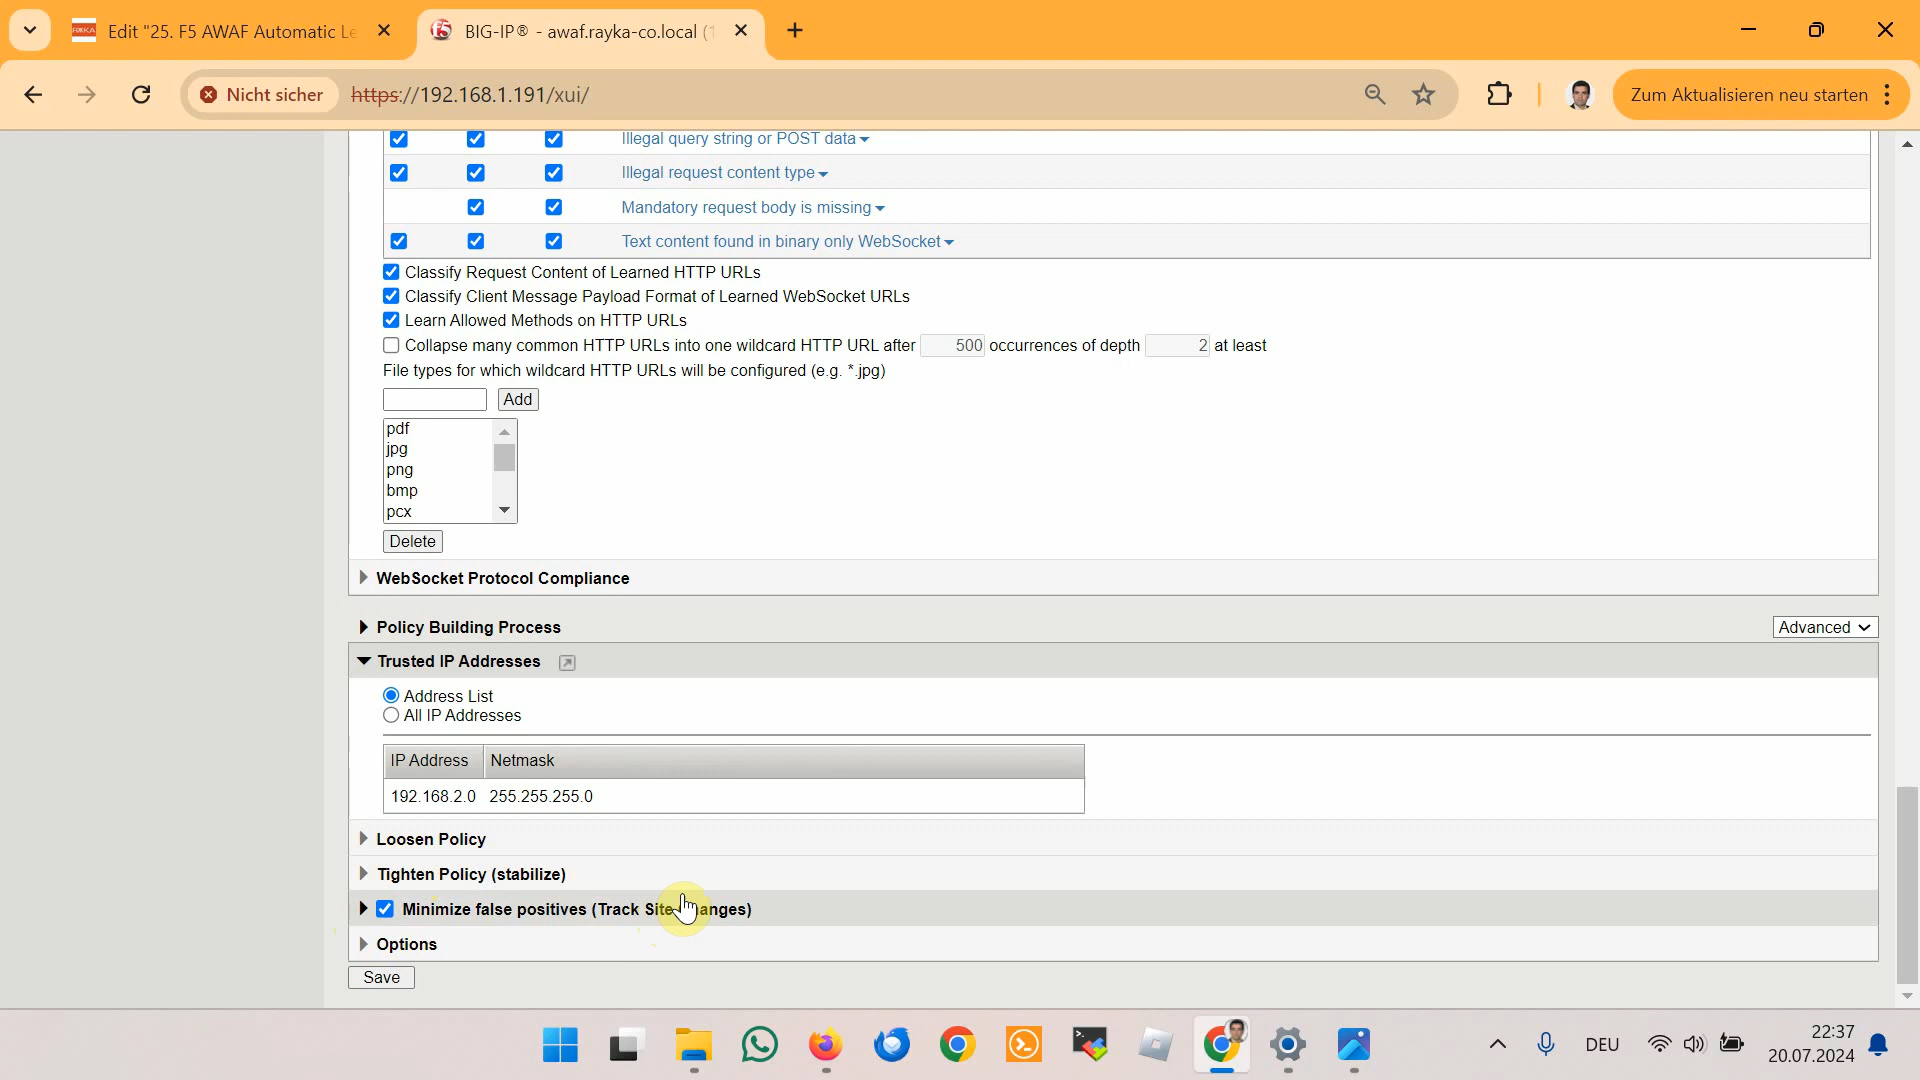 Edit "25. F5 AWAF Automatic Le
BIG-IP® - awaf.rayka-co.local (1
Nicht sicher
https://192.168.1.191/xui/
Zum Aktualisieren neu starten
Illegal query string or POST data
Illegal request content type
Mandatory request body is missing
Text content found in binary only WebSocket
Classify Request Content of Learned HTTP URLs
Classify Client Message Payload Format of Learned WebSocket URLs
Learn Allowed Methods on HTTP URLs
Collapse many common HTTP URLs into one wildcard HTTP URL after 500 occurrences of depth 2 at least
File types for which wildcard HTTP URLs will be configured (e.g. *.jpg)
Add
pdf
jpg
png
bmp
pcx
Delete
WebSocket Protocol Compliance
Policy Building Process
Advanced
Trusted IP Addresses
Address List
All IP Addresses
IP Address Netmask
192.168.2.0 255.255.255.0
Loosen Policy
Tighten Policy (stabilize)
Minimize false positives (Track Site anges)
Options
Save
DEU
22:37
20.07.2024